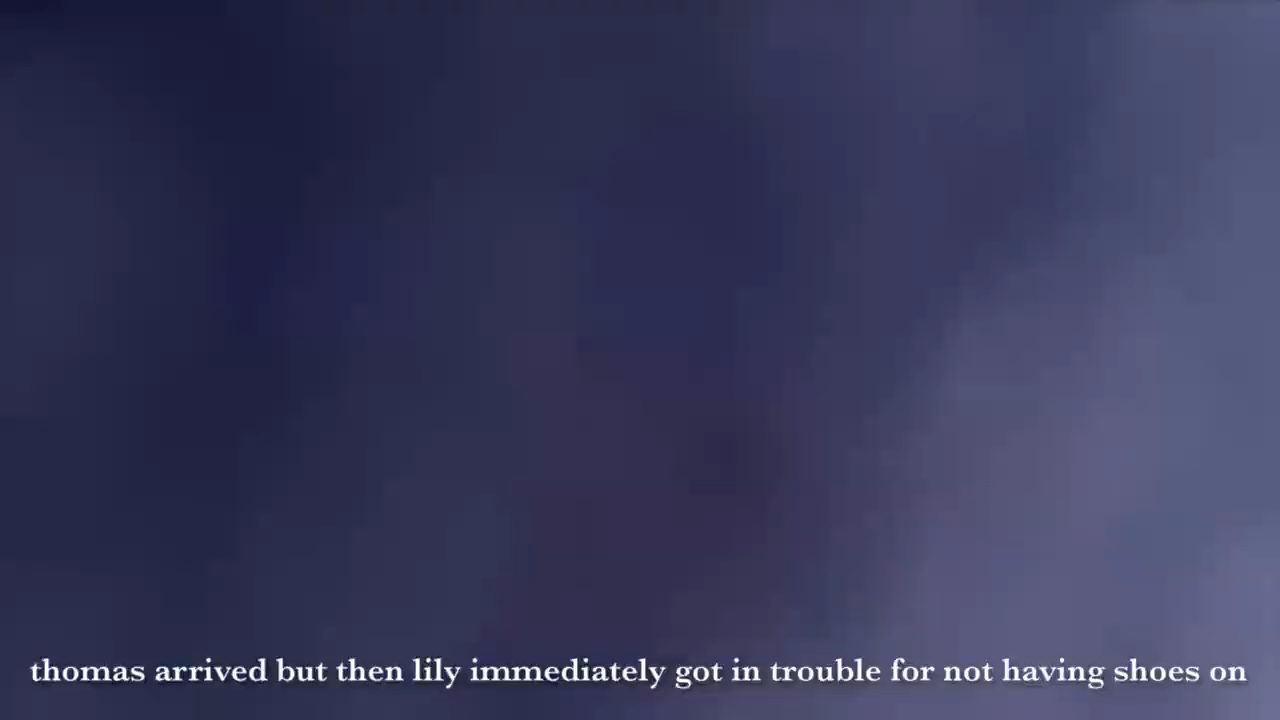 thomas arrived but then lily immediately got in trouble for not having shoes on